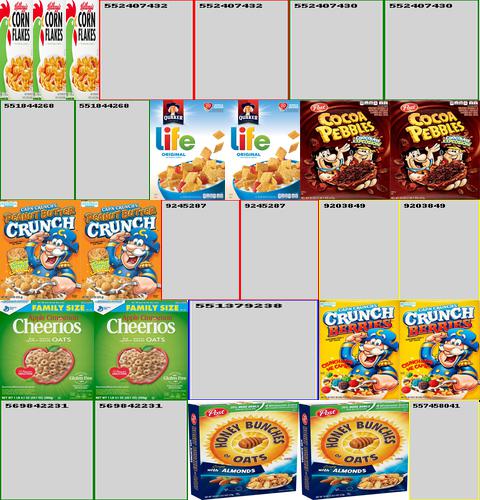 Kellogg's CORN FLAKES
Kellogg's CORN FLAKES
Kellogg's CORN FLAKES
552407432
552407432
552407430
552407430
551844268
551844268
QUAKER
life
ORIGINAL
QUAKER
life
ORIGINAL
Post
COCOA
PEBBLES
Post
COCOA
PEBBLES
CAP'N CRUNCH'S
PEANUT BUTTER
CRUNCH
CAP'N CRUNCH'S
PEANUT BUTTER
CRUNCH
9245287
9245287
9203849
9203849
FAMILY SIZE
Apple Cinnamon
Cheerios
OATS
FAMILY SIZE
Apple Cinnamon
Cheerios
OATS
551379238
CAP'N CRUNCH'S
CRUNCH
BERRIES
CAP'N CRUNCH'S
CRUNCH
BERRIES
569842231
569842231
Post
HONEY BUNCHES
OF
OATS
with ALMONDS
Post
HONEY BUNCHES
OF
OATS
with ALMONDS
557458041